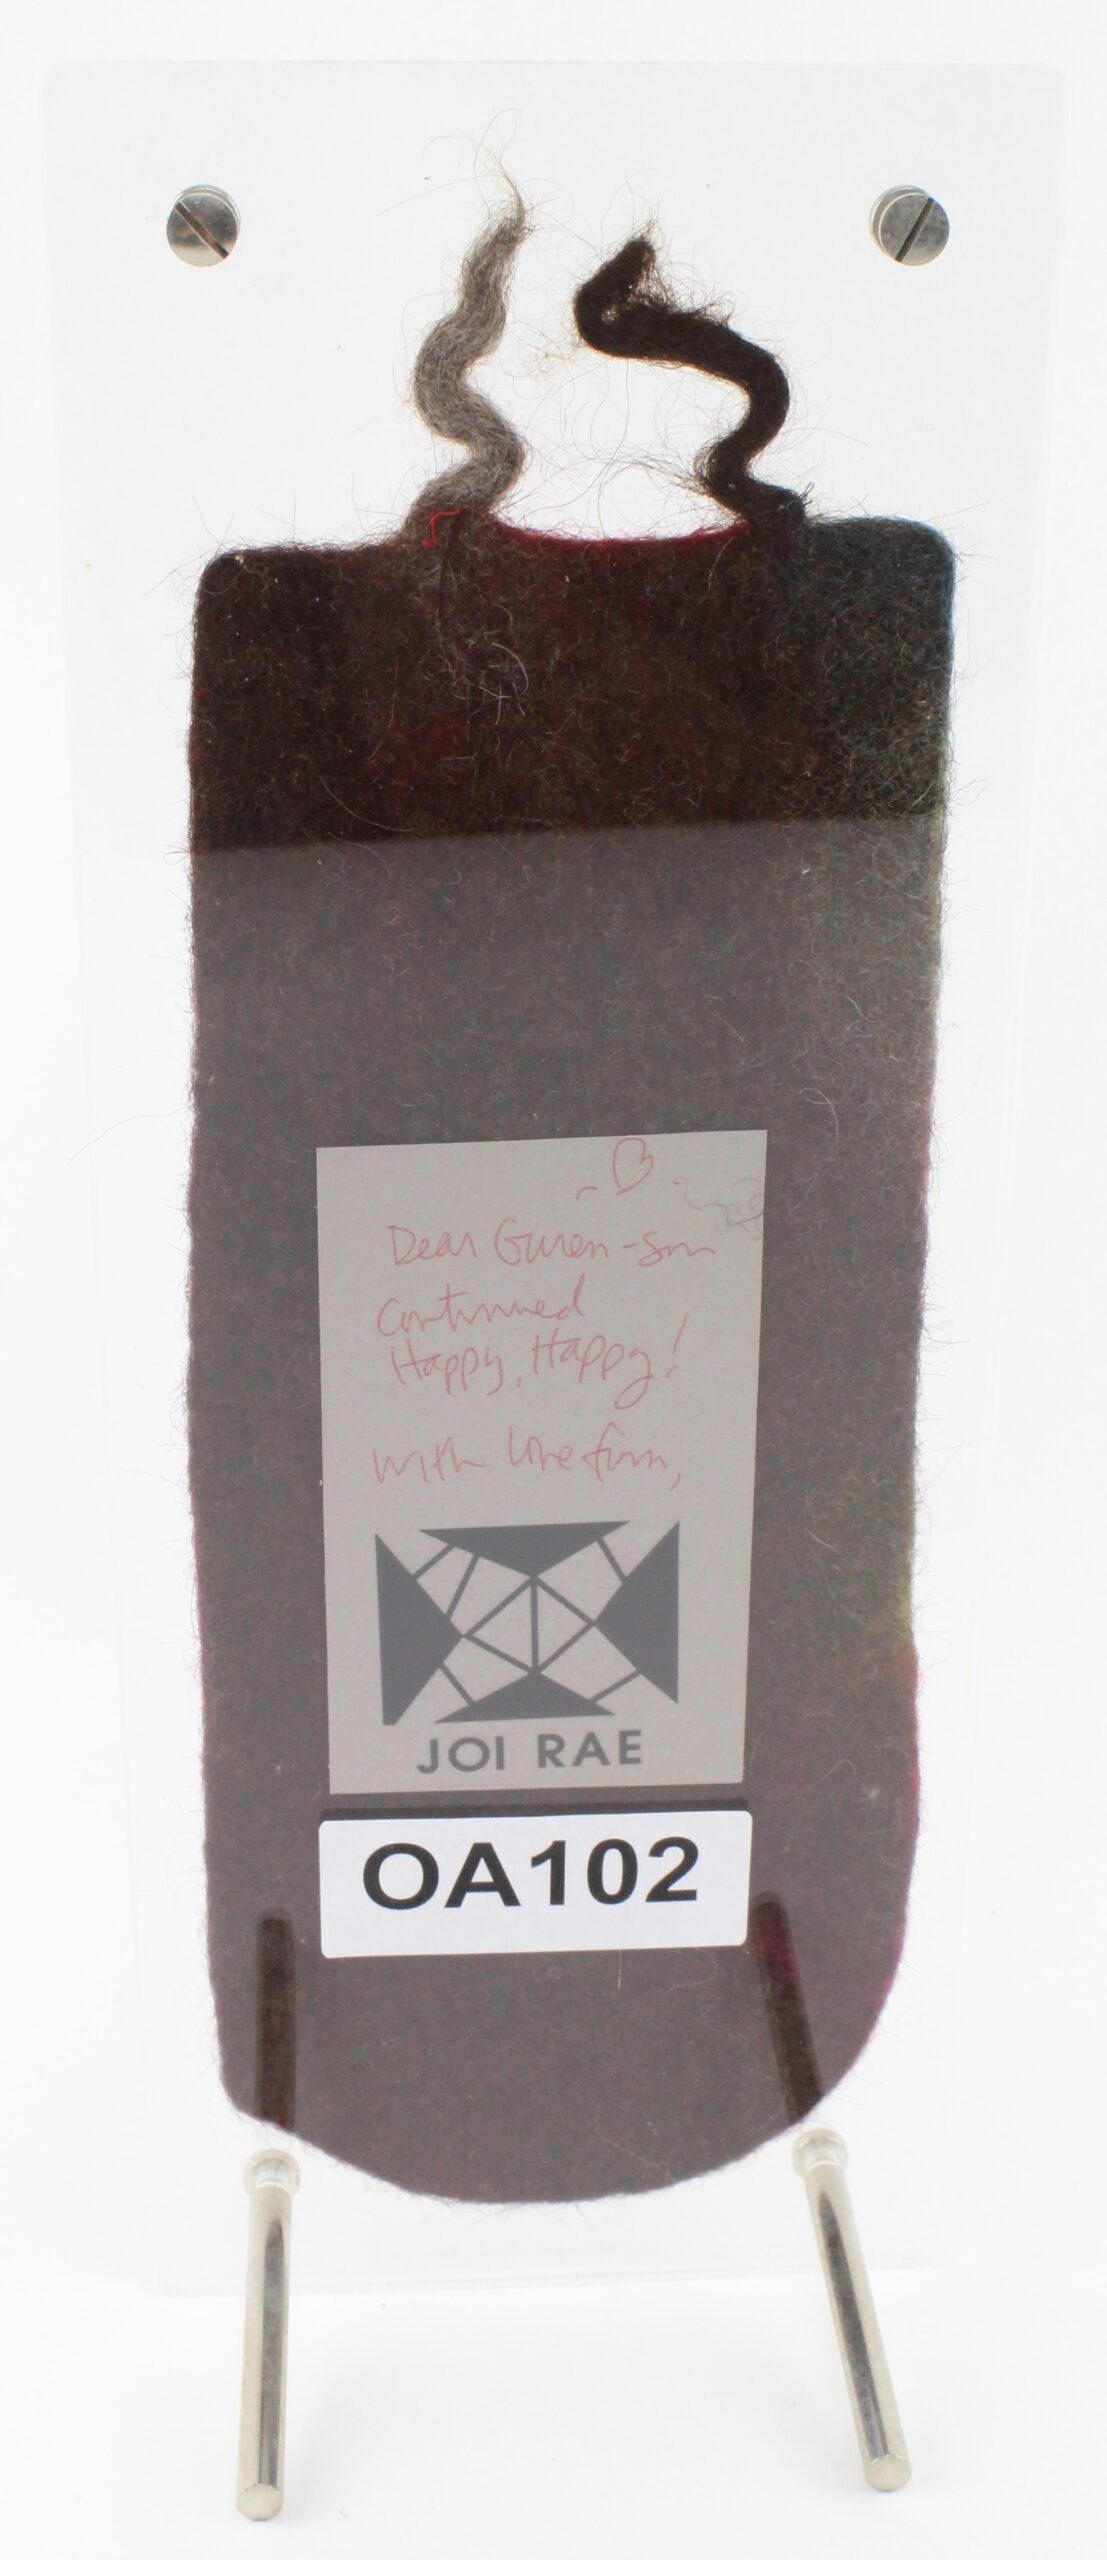 Dear Gwen-san
Continued
Happy, Happy!
With love from,
JOI RAE
OA102